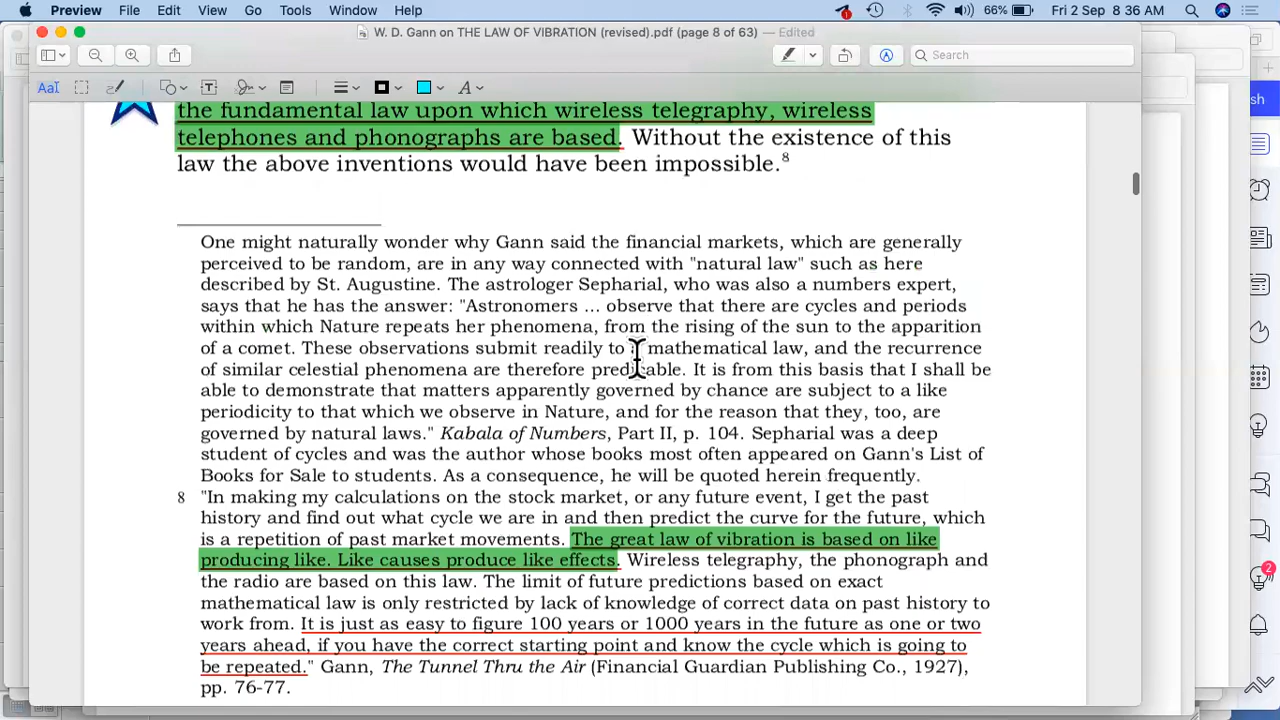 Preview File Edit View Go Tools Window Help 66% Fri 2 Sep 8 36 AM
W. D. Gann on THE LAW OF VIBRATION (revised).pdf (page 8 of 63) — Edited
Search
AaI T A
sh
the fundamental law upon which wireless telegraphy, wireless
telephones and phonographs are based. Without the existence of this
law the above inventions would have been impossible.8
One might naturally wonder why Gann said the financial markets, which are generally
perceived to be random, are in any way connected with "natural law" such as here
described by St. Augustine. The astrologer Sepharial, who was also a numbers expert,
says that he has the answer: "Astronomers ... observe that there are cycles and periods
within which Nature repeats her phenomena, from the rising of the sun to the apparition
of a comet. These observations submit readily to mathematical law, and the recurrence
of similar celestial phenomena are therefore predicable. It is from this basis that I shall be
able to demonstrate that matters apparently governed by chance are subject to a like
periodicity to that which we observe in Nature, and for the reason that they, too, are
governed by natural laws." Kabala of Numbers, Part II, p. 104. Sepharial was a deep
student of cycles and was the author whose books most often appeared on Gann's List of
Books for Sale to students. As a consequence, he will be quoted herein frequently.
8 "In making my calculations on the stock market, or any future event, I get the past
history and find out what cycle we are in and then predict the curve for the future, which
is a repetition of past market movements. The great law of vibration is based on like
producing like. Like causes produce like effects. Wireless telegraphy, the phonograph and
the radio are based on this law. The limit of future predictions based on exact
mathematical law is only restricted by lack of knowledge of correct data on past history to
work from. It is just as easy to figure 100 years or 1000 years in the future as one or two
years ahead, if you have the correct starting point and know the cycle which is going to
be repeated." Gann, The Tunnel Thru the Air (Financial Guardian Publishing Co., 1927),
pp. 76-77.
2